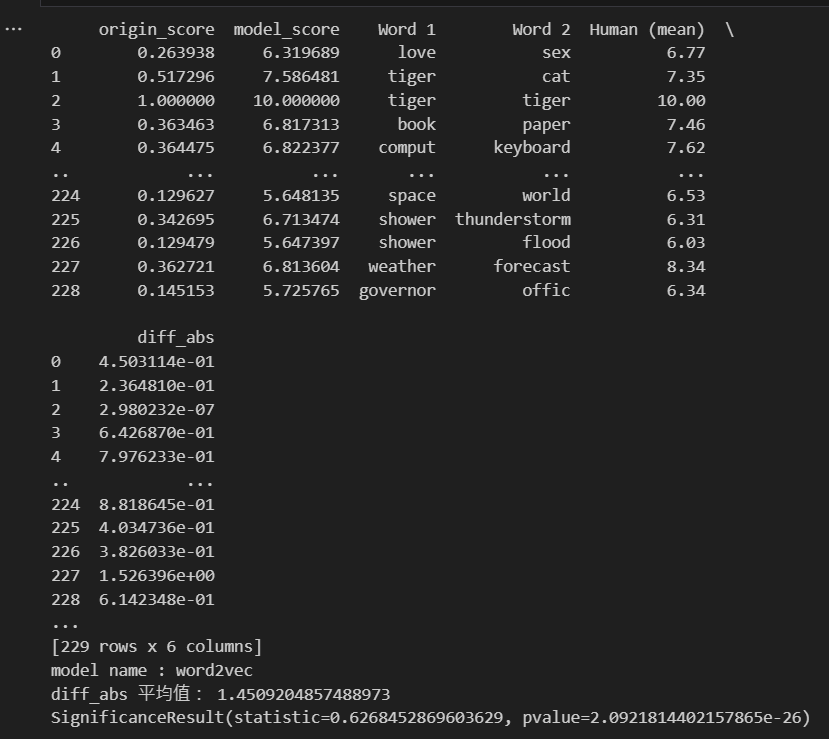 ...
origin_score model_score Word 1 Word 2 Human (mean) \
0 0.263938 6.319689 love sex 6.77
1 0.517296 7.586481 tiger cat 7.35
2 1.000000 10.000000 tiger tiger 10.00
3 0.363463 6.817313 book paper 7.46
4 0.364475 6.822377 comput keyboard 7.62
.. ... ... ... ... ...
224 0.129627 5.648135 space world 6.53
225 0.342695 6.713474 shower thunderstorm 6.31
226 0.129479 5.647397 shower flood 6.03
227 0.362721 6.813604 weather forecast 8.34
228 0.145153 5.725765 governor offic 6.34
diff_abs
0 4.503114e-01
1 2.364810e-01
2 2.980232e-07
3 6.426870e-01
4 7.976233e-01
.. ...
224 8.818645e-01
225 4.034736e-01
226 3.826033e-01
227 1.526396e+00
228 6.142348e-01
...
[229 rows x 6 columns]
model name : word2vec
diff_abs 平均值： 1.4509204857488973
SignificanceResult(statistic=0.6268452869603629, pvalue=2.0921814402157865e-26)